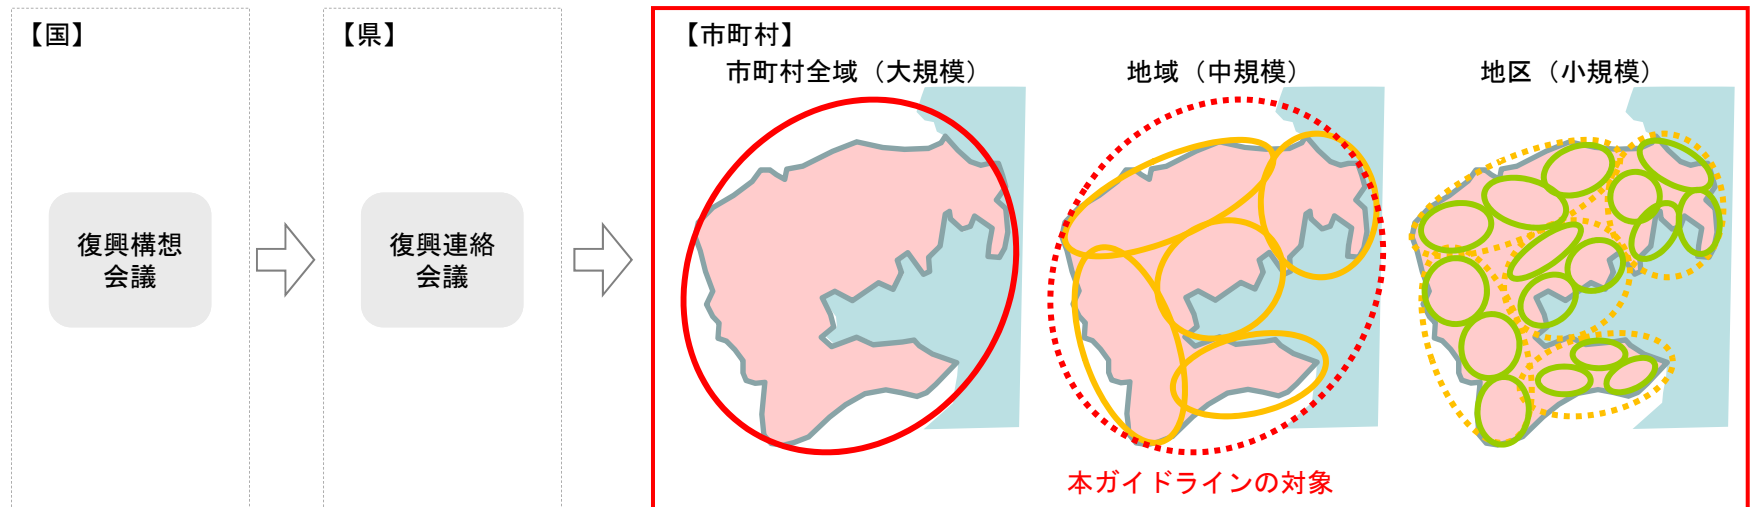 【国】
復興構想
会議
【県】
復興連絡
会議
【市町村】
市町村全域（大規模）
地域（中規模）
地区（小規模）
本ガイドラインの対象